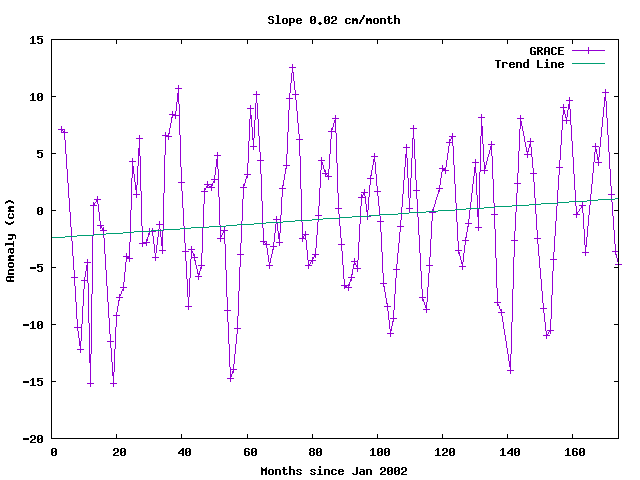 Slope 0.02 cm/month
GRACE
Trend Line
15
10
5
0
-5
-10
-15
-20
Anomaly (cm)
0 20 40 60 80 100 120 140 160
Months since Jan 2002